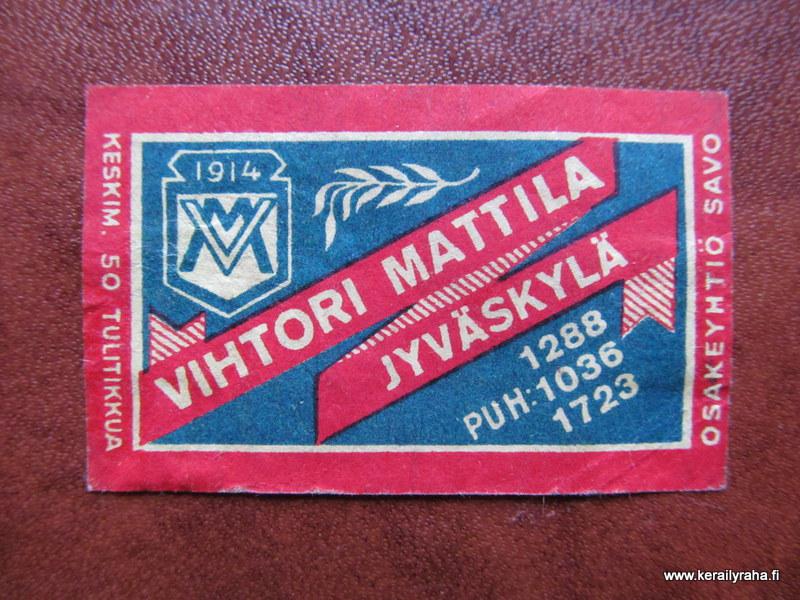 KESKIM. 50 TULITIKKUA
1914
VM
VIHTORI MATTILA
JYVÄSKYLÄ
1288
PUH: 1036
1723
OSAKEYHTIÖ SAVO
www.kerailyraha.fi